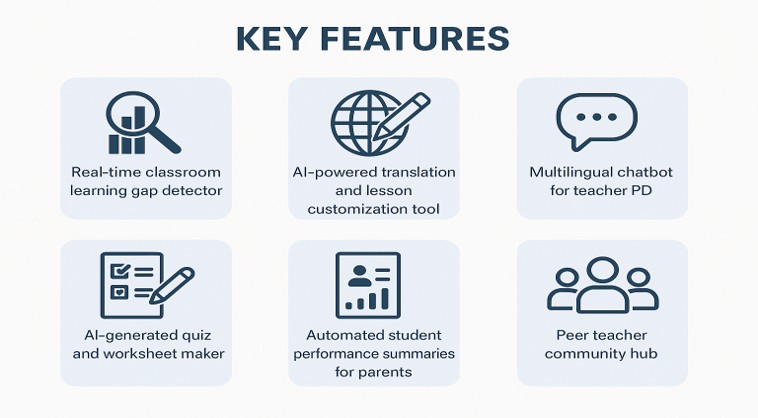 KEY FEATURES
Real-time classroom
learning gap detector
AI-powered translation
and lesson
customization tool
Multilingual chatbot
for teacher PD
AI-generated quiz
and worksheet maker
Automated student
performance summaries
for parents
Peer teacher
community hub